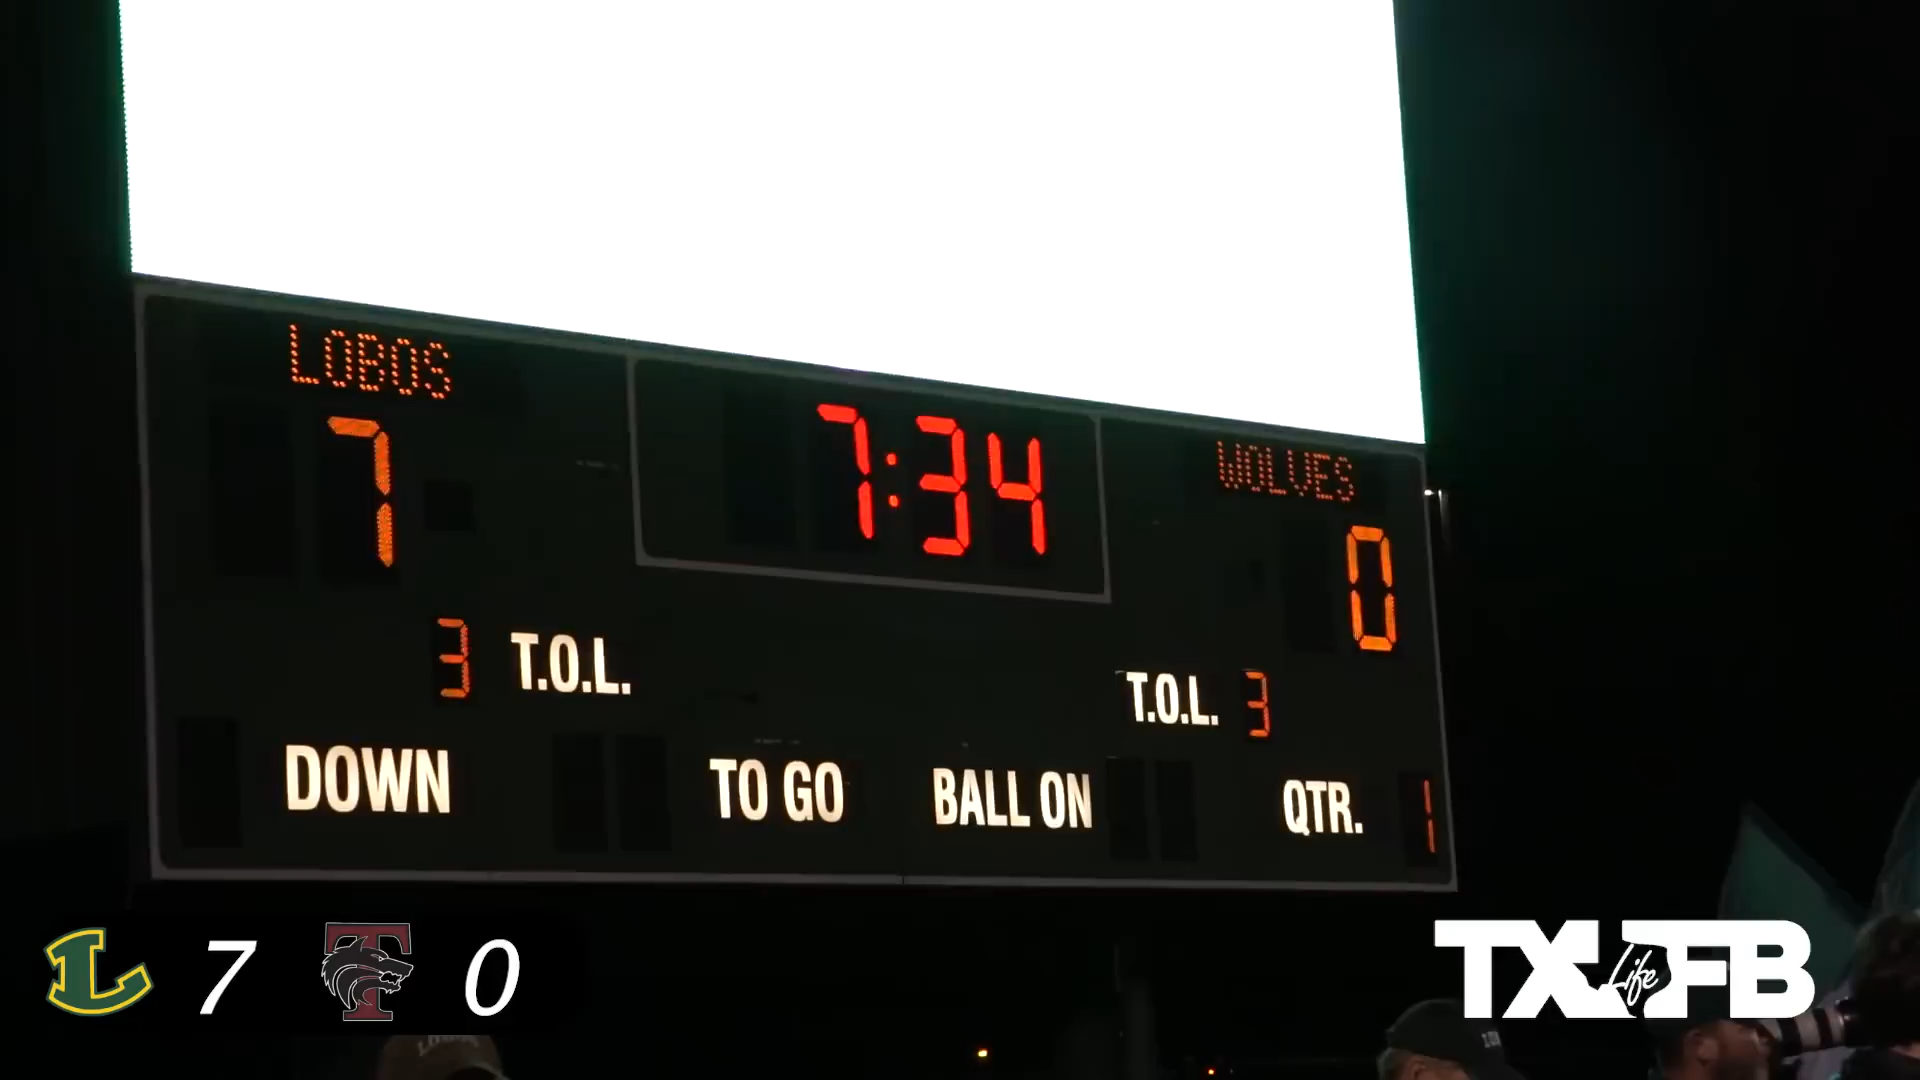 LOBOS
7
7:34
WOLVES
0
3 T.O.L.
T.O.L. 3
DOWN
TO GO
BALL ON
QTR. 1
L 7 T 0
TX Life FB